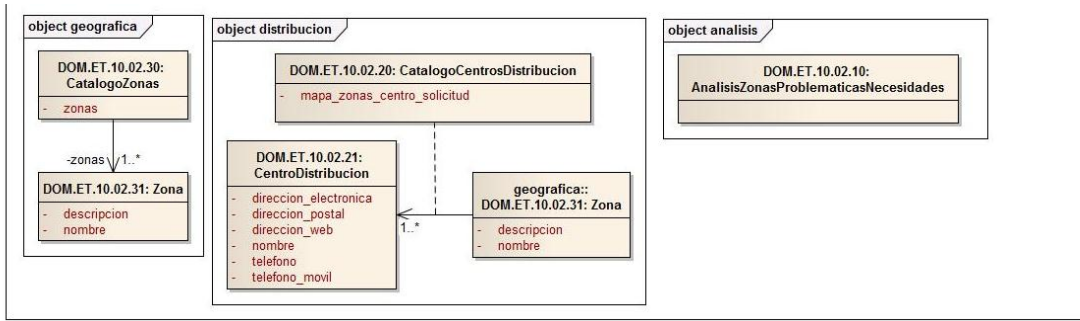 object geografica
DOM.ET.10.02.30:
CatalogoZonas
- zonas
-zonas 1..*
DOM.ET.10.02.31: Zona
- descripcion
- nombre
object distribucion
DOM.ET.10.02.20: CatalogoCentrosDistribucion
- mapa_zonas_centro_solicitud
DOM.ET.10.02.21:
CentroDistribucion
- direccion_electronica
- direccion_postal
- direccion_web
- nombre
- telefono
- telefono_movil
1..*
geografica::
DOM.ET.10.02.31: Zona
- descripcion
- nombre
object analisis
DOM.ET.10.02.10:
AnalisisZonasProblematicasNecesidades